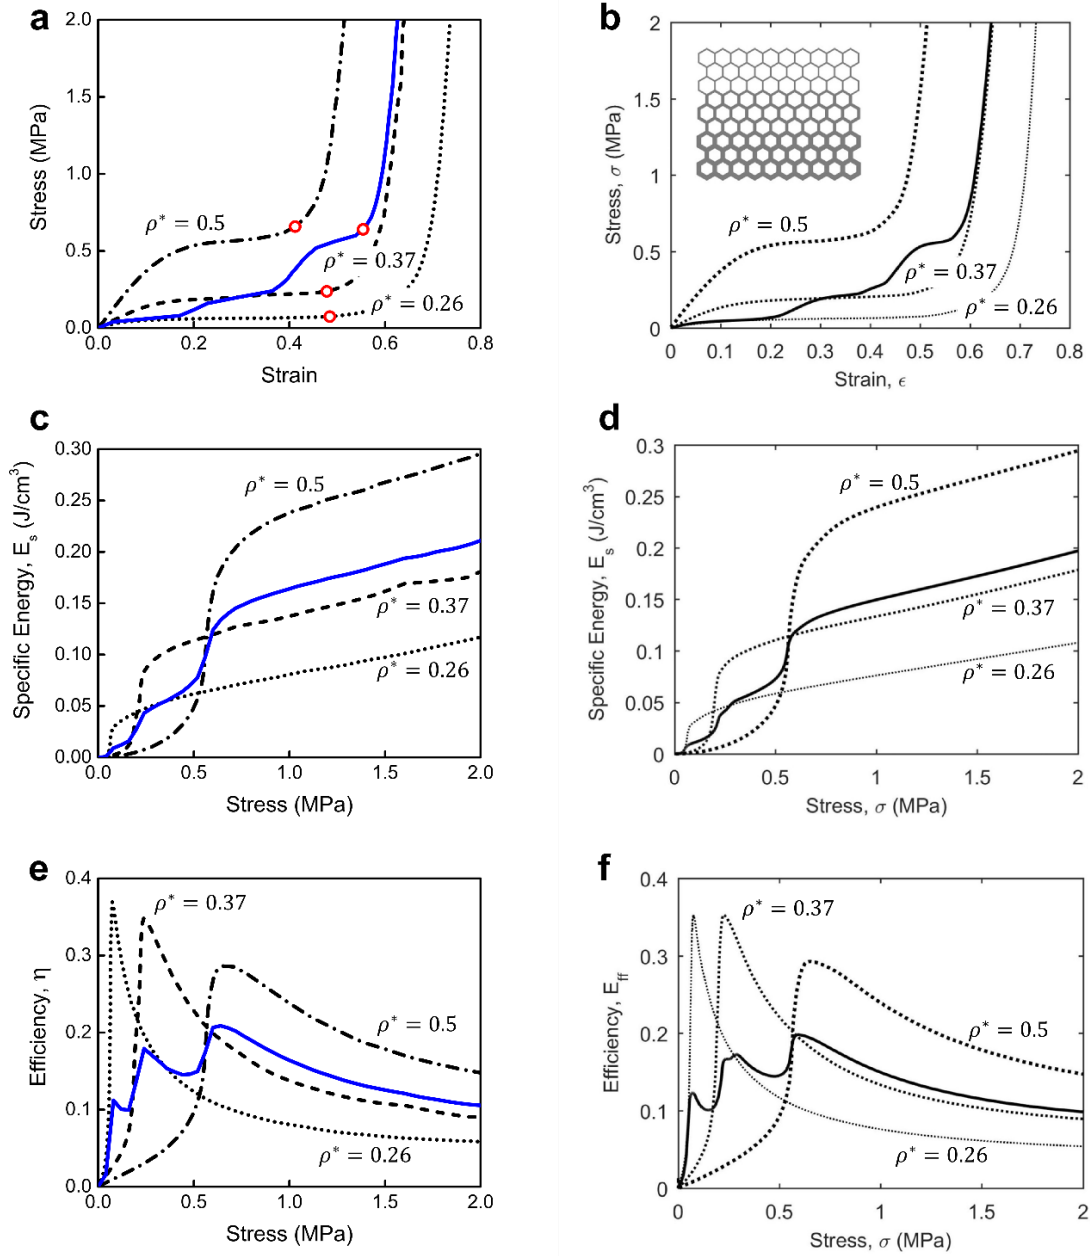 a
2.0
1.5
1.0
0.5
0.0
Stress (MPa)
ρ* = 0.5
ρ* = 0.37
ρ* = 0.26
0.0 0.2 0.4 0.6 0.8
Strain
b
2
1.5
1
0.5
0
Stress, σ (MPa)
ρ* = 0.5
ρ* = 0.37
ρ* = 0.26
0 0.1 0.2 0.3 0.4 0.5 0.6 0.7 0.8
Strain, ϵ
c
0.30
0.25
0.20
0.15
0.10
0.05
0.00
Specific Energy, Es (J/cm³)
ρ* = 0.5
ρ* = 0.37
ρ* = 0.26
0.0 0.5 1.0 1.5 2.0
Stress (MPa)
d
0.3
0.25
0.2
0.15
0.1
0.05
0
Specific Energy, Es (J/cm³)
ρ* = 0.5
ρ* = 0.37
ρ* = 0.26
0 0.5 1 1.5 2
Stress, σ (MPa)
e
0.4
0.3
0.2
0.1
0.0
Efficiency, η
ρ* = 0.37
ρ* = 0.5
ρ* = 0.26
0.0 0.5 1.0 1.5 2.0
Stress (MPa)
f
0.4
0.3
0.2
0.1
0
Efficiency, Eff
ρ* = 0.37
ρ* = 0.5
ρ* = 0.26
0 0.5 1 1.5 2
Stress, σ (MPa)